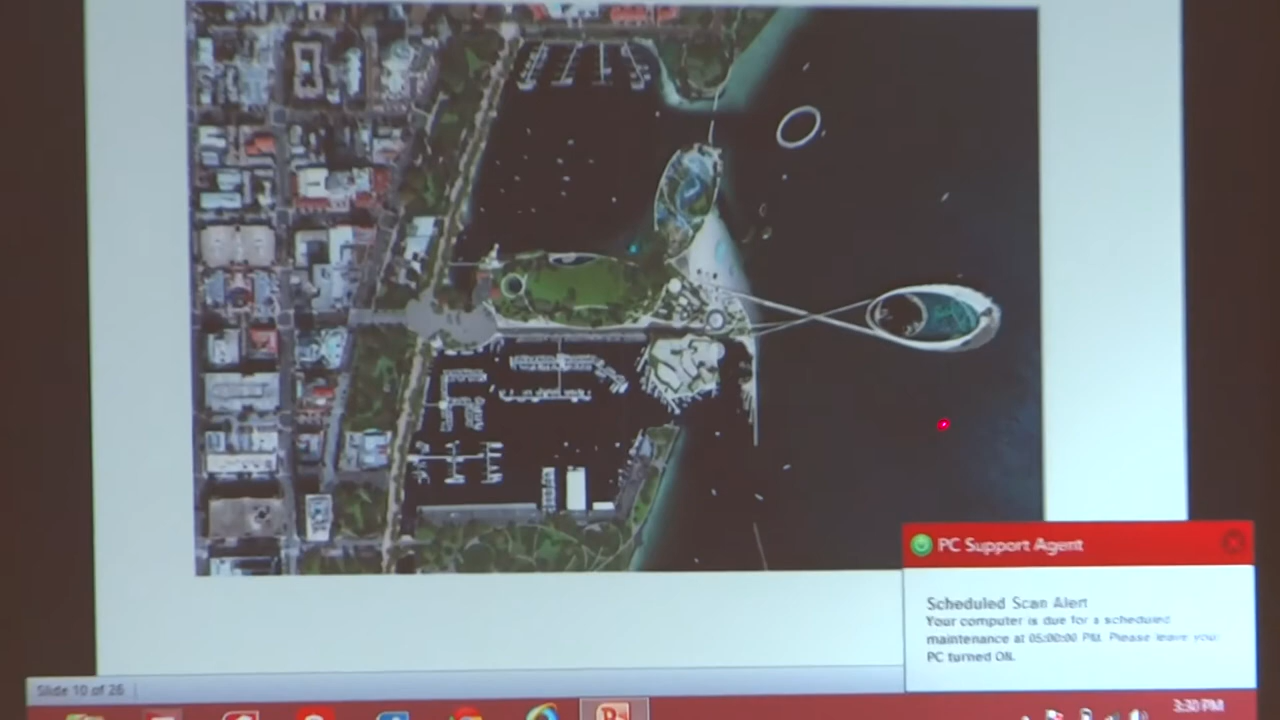 PC Support Agent
Scheduled Scan Alert
Your computer is due for a scheduled
maintenance at 05:00:00 PM. Please leave you
PC turned ON.
Slide 10 of 26
3:30 PM